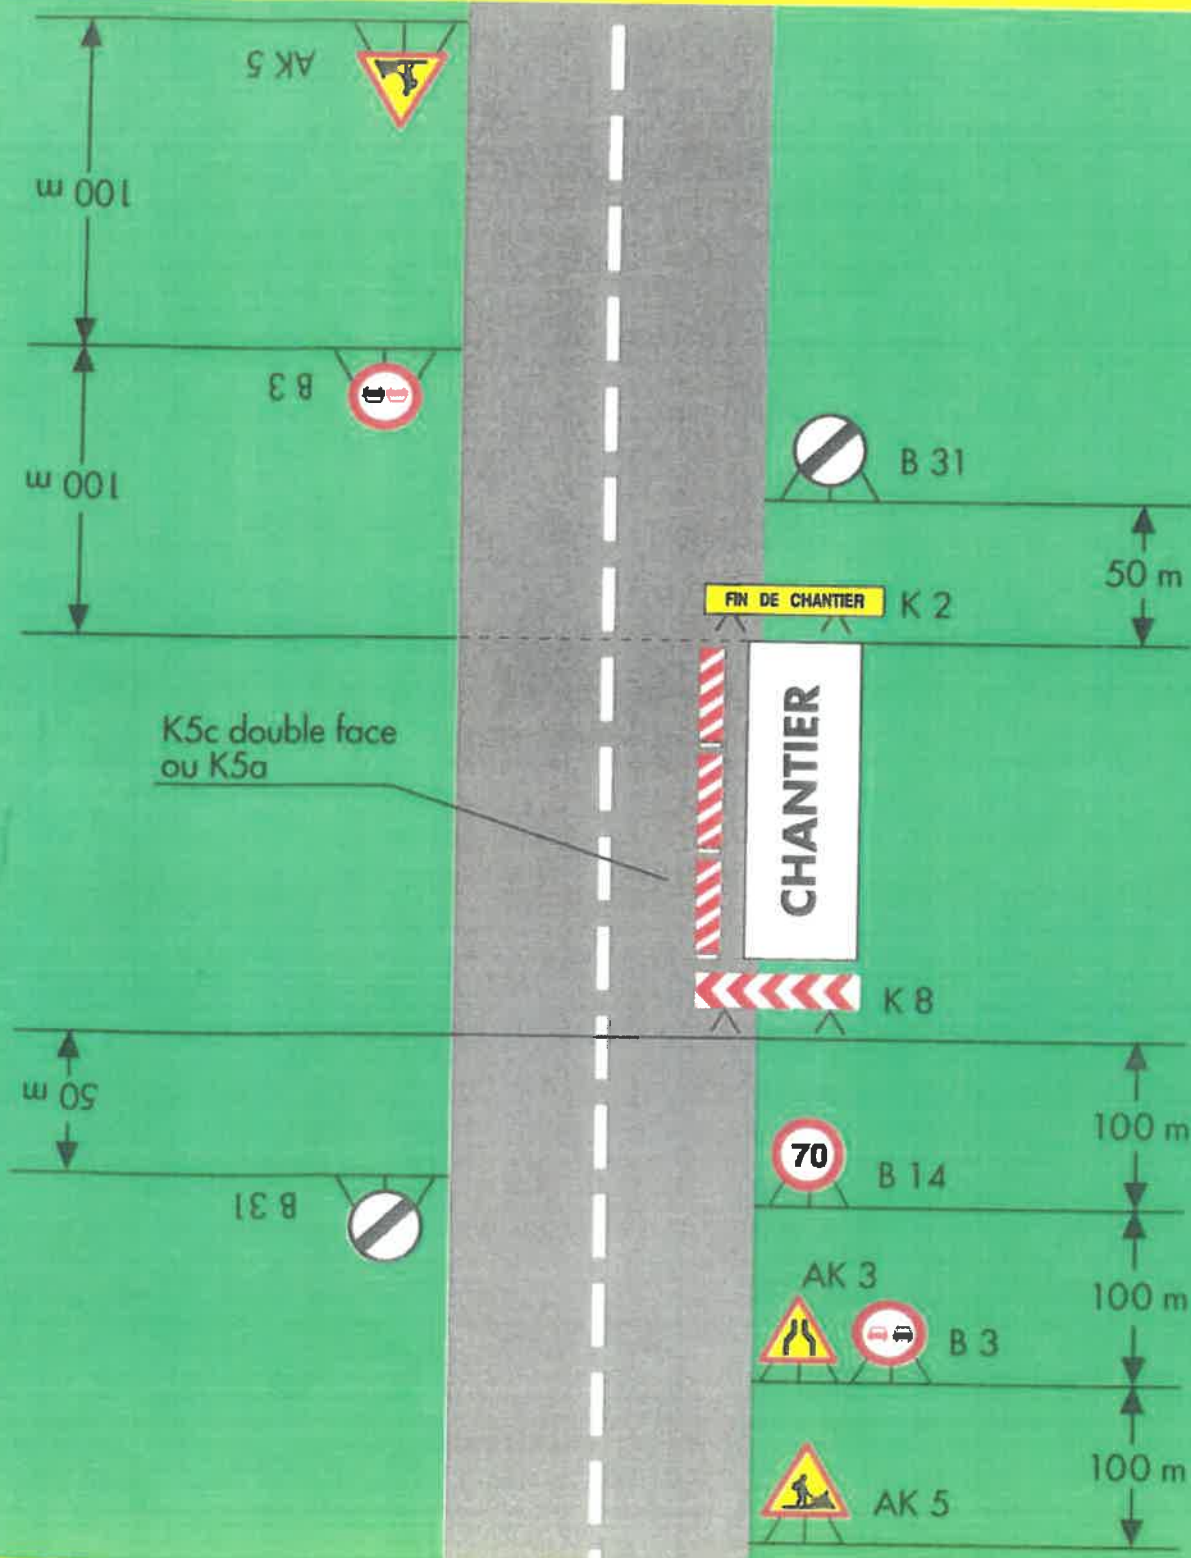 AK 5
100 m
B 3
100 m
B 31
50 m
FIN DE CHANTIER
K 2
K5c double face
ou K5a
CHANTIER
K 8
50 m
100 m
70
B 14
B 31
AK 3
100 m
B 3
100 m
AK 5